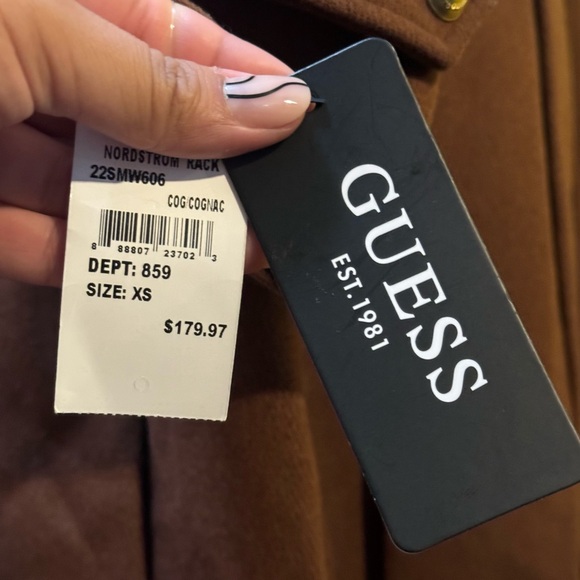 NORDSTROM RACK
22SMW606
COG/COGNAC
8 88807 23702 3
DEPT: 859
SIZE: XS
$179.97
GUESS
EST.1981